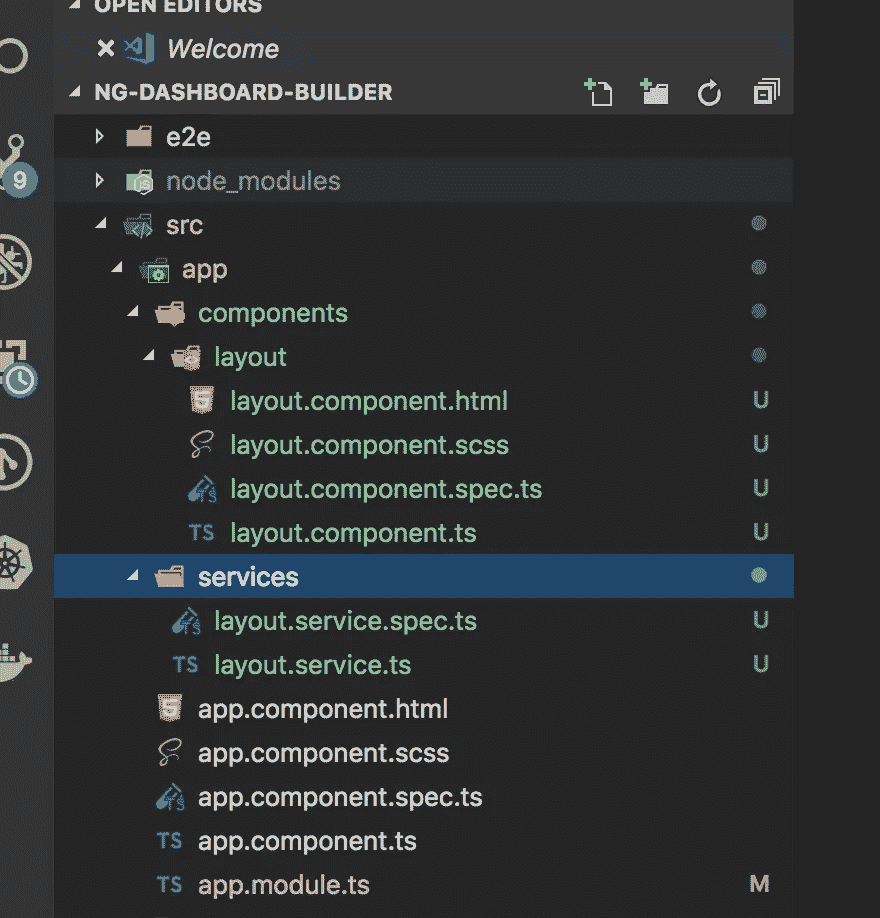 OPEN EDITORS
Welcome
NG-DASHBOARD-BUILDER
e2e
9
node_modules
src
app
components
layout
layout.component.html U
layout.component.scss U
layout.component.spec.ts U
TS layout.component.ts U
services
layout.service.spec.ts U
TS layout.service.ts U
app.component.html
app.component.scss
app.component.spec.ts
TS app.component.ts
TS app.module.ts M